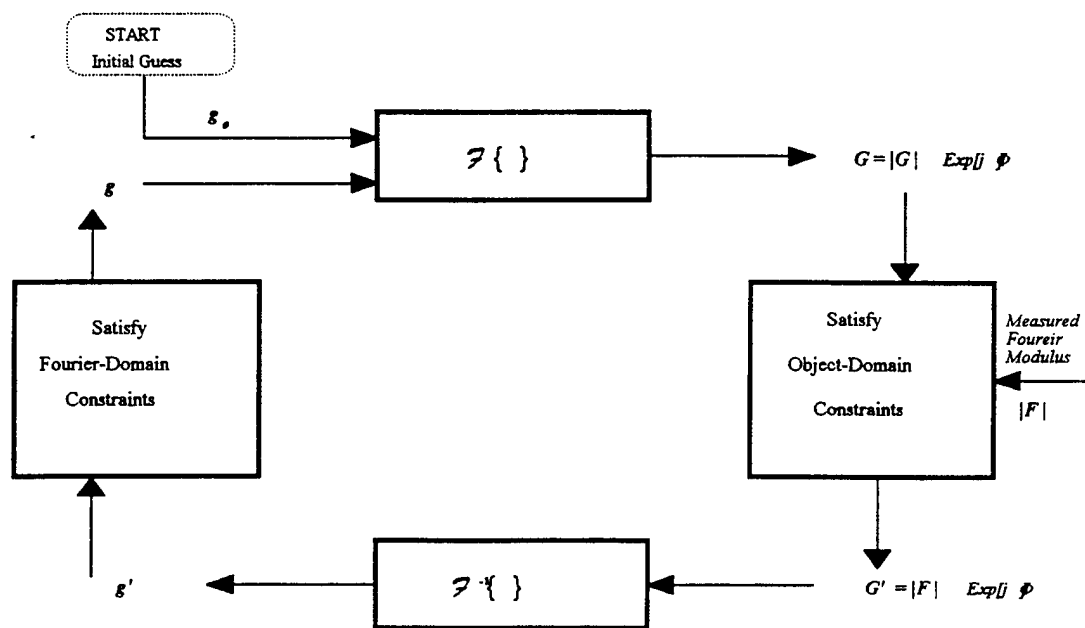 START
Initial Guess
g₀
ℱ { }
G = |G| Exp[j Φ
g
Satisfy
Fourier-Domain
Constraints
Satisfy
Object-Domain
Constraints
Measured
Foureir
Modulus
|F|
g'
ℱ⁻¹{ }
G' = |F| Exp[j Φ